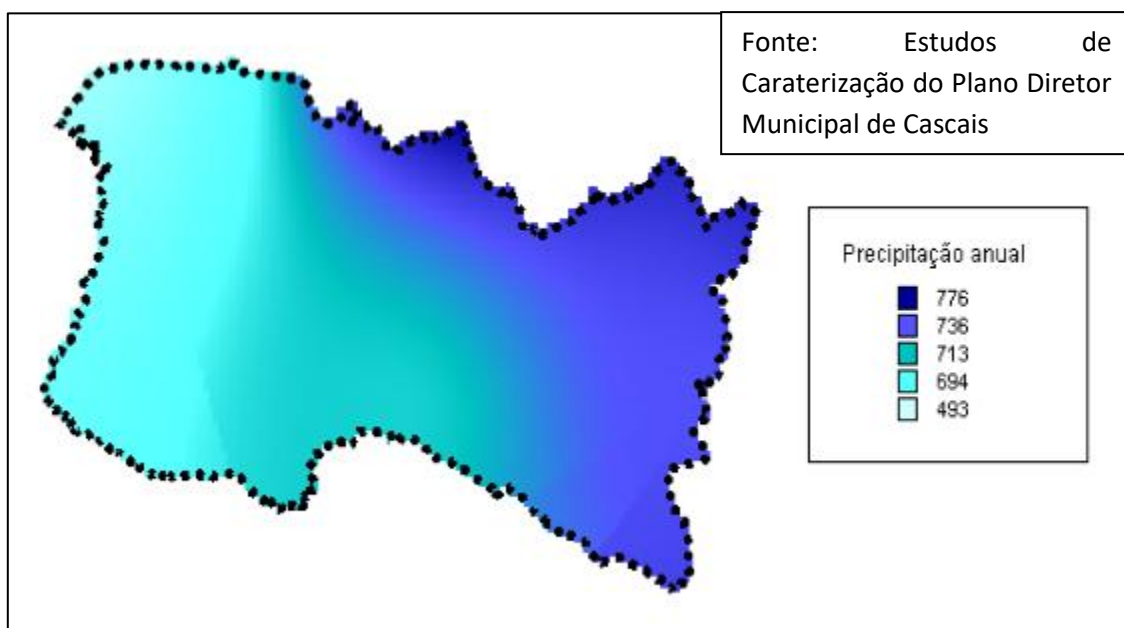 Fonte: Estudos de
Caraterização do Plano Diretor
Municipal de Cascais
Precipitação anual
776
736
713
694
493